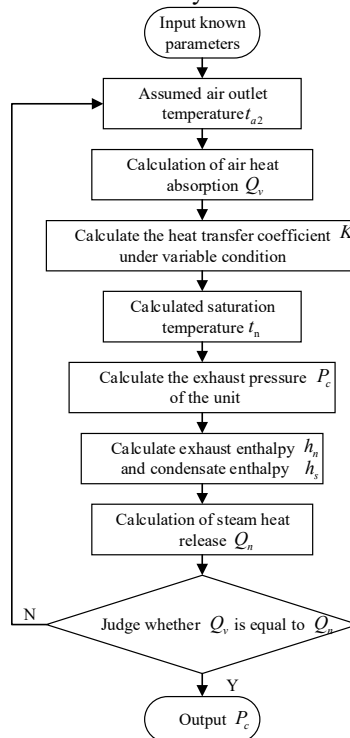 Input known
parameters
Assumed air outlet
temperature t_{a2}
Calculation of air heat
absorption Q_v
Calculate the heat transfer coefficient K
under variable condition
Calculated saturation
temperature t_n
Calculate the exhaust pressure P_c
of the unit
Calculate exhaust enthalpy h_n
and condensate enthalpy h_s
Calculation of steam heat
release Q_n
N
Judge whether Q_v is equal to Q_n
Y
Output P_c